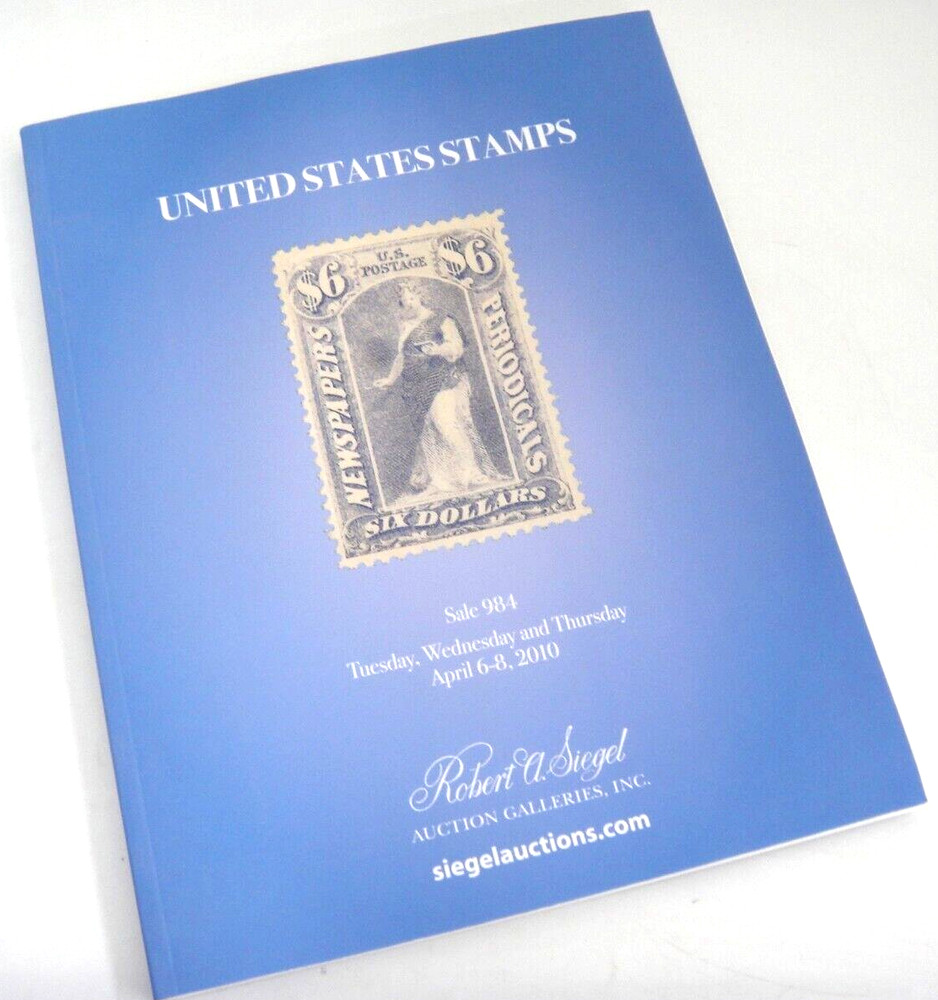 UNITED STATES STAMPS
$6 U.S. POSTAGE $6
NEWSPAPERS
PERIODICALS
SIX DOLLARS
Sale 984
Tuesday, Wednesday and Thursday
April 6-8, 2010
Robert A. Siegel
AUCTION GALLERIES, INC.
siegelauctions.com